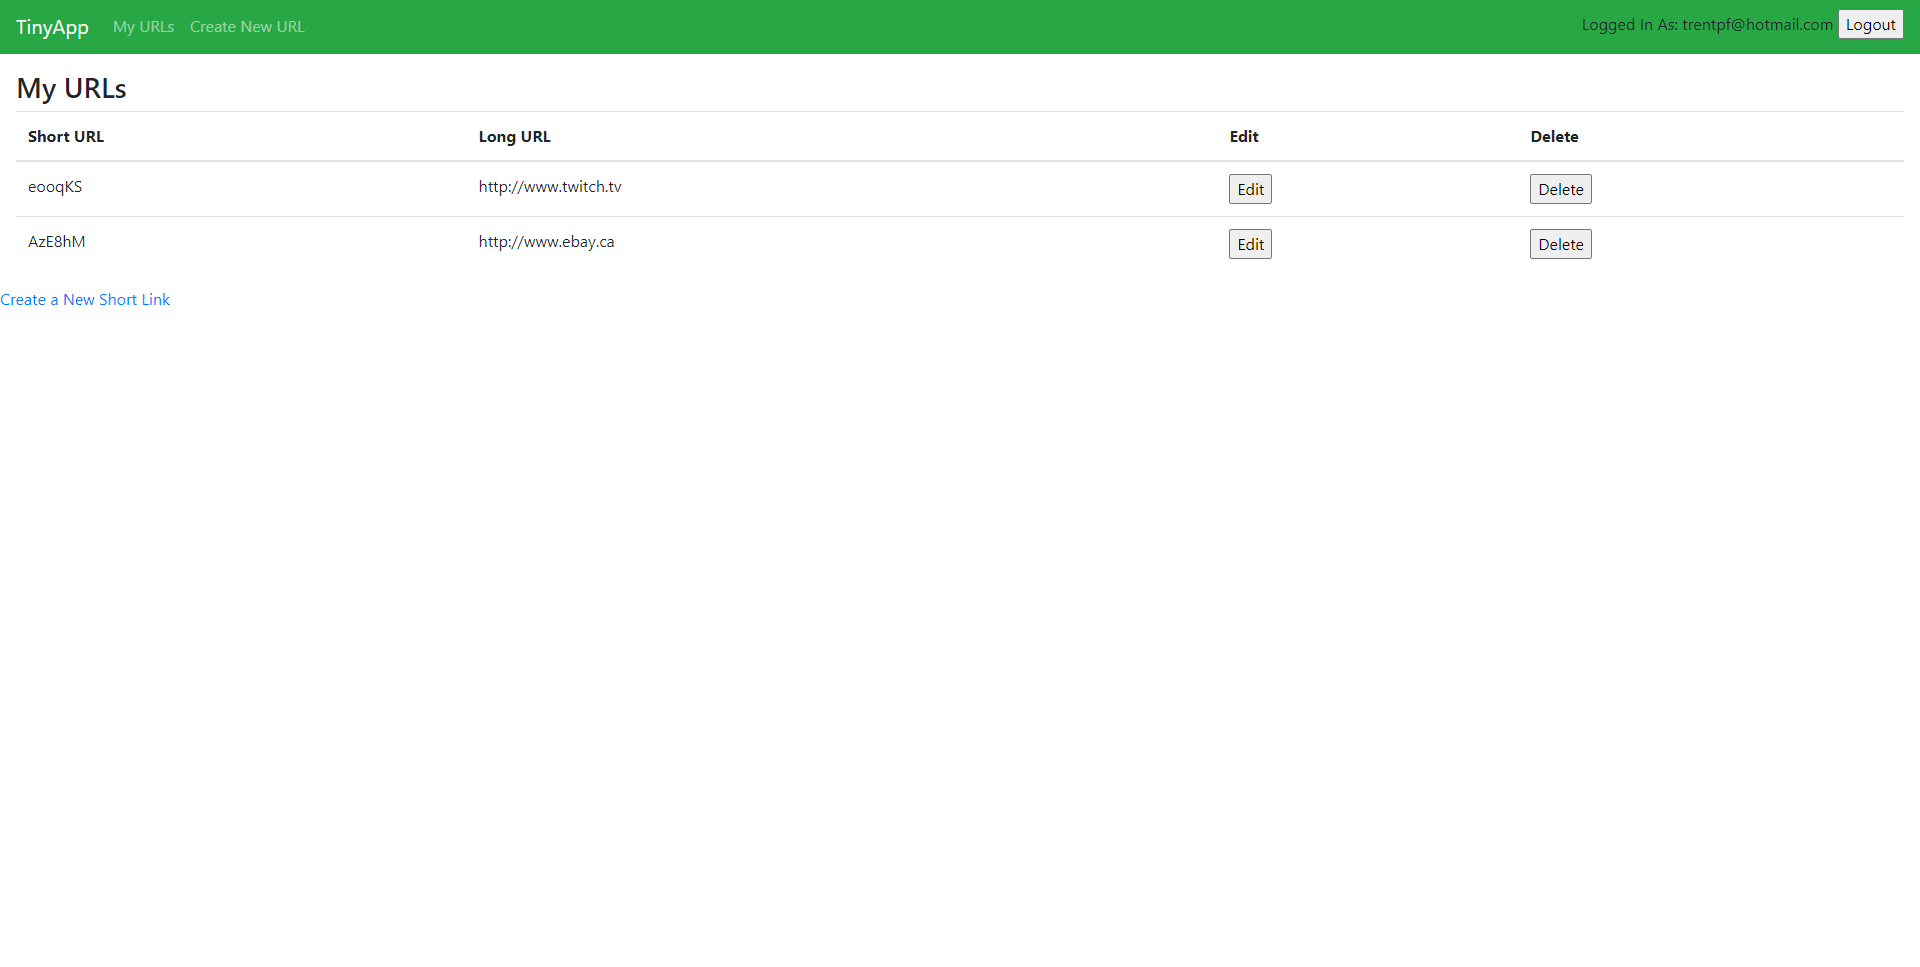 TinyApp My URLs Create New URL Logged In As: trentpf@hotmail.com Logout
My URLs
Short URL Long URL Edit Delete
eooqKS http://www.twitch.tv Edit Delete
AzE8hM http://www.ebay.ca Edit Delete
Create a New Short Link